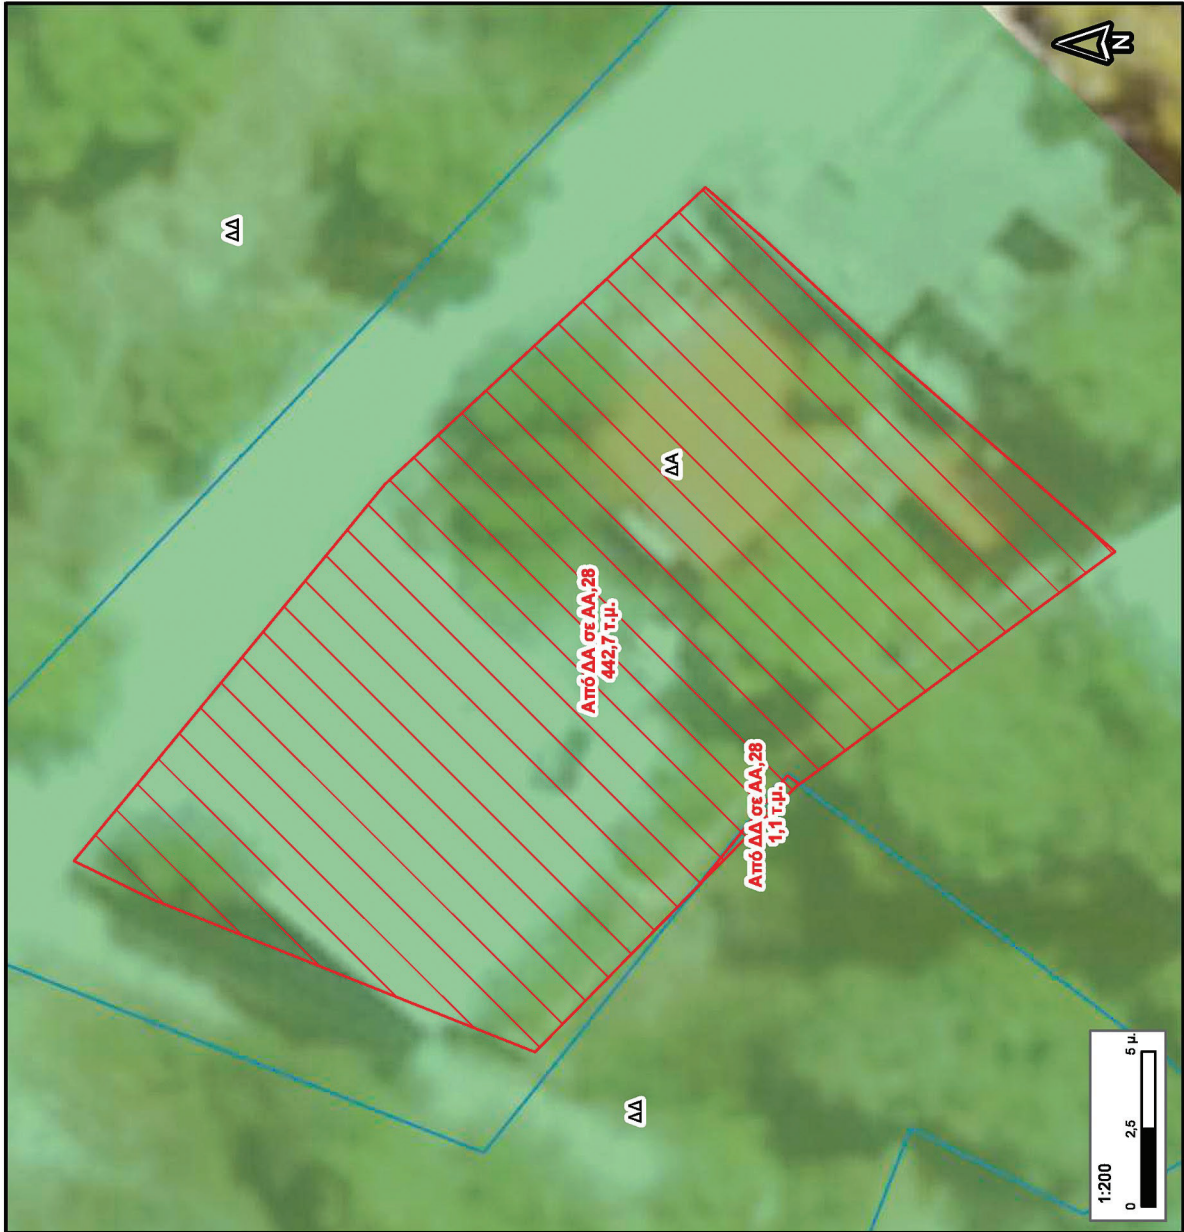 N
ΔΔ
ΔΑ
Από ΔΑ σε ΑΑ,28
442,7 τ.μ.
Από ΔΔ σε ΑΑ,28
1,1 τ.μ.
ΔΔ
1:200
0 2,5 5 μ.